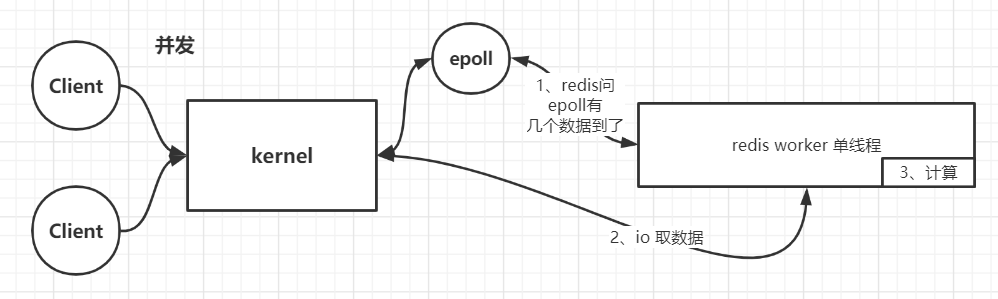 并发
Client
Client
kernel
epoll
1、redis问
epoll有
几个数据到了
redis worker 单线程
3、计算
2、io 取数据